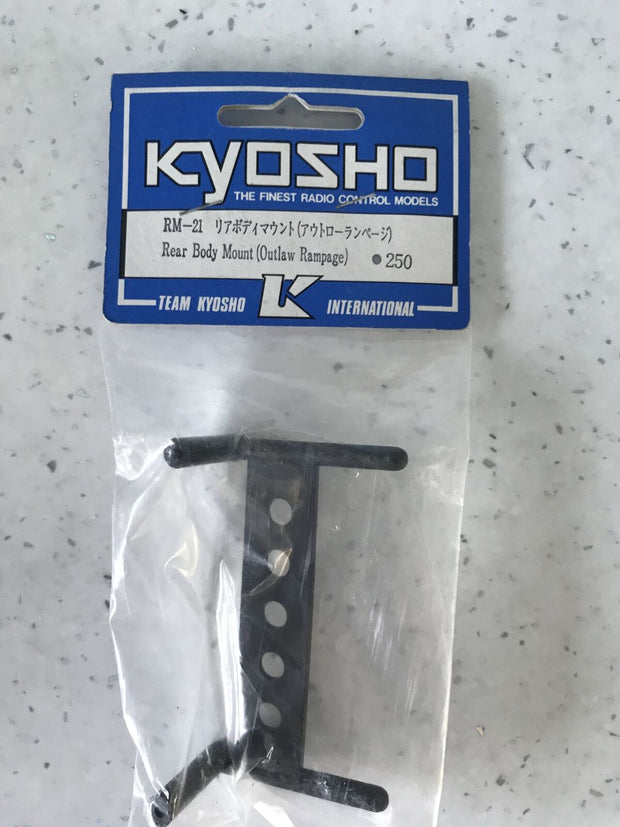 KYOSHO
THE FINEST RADIO CONTROL MODELS
RM-21 リアボディマウント(アウトローランページ)
Rear Body Mount (Outlaw Rampage) ●250
TEAM KYOSHO K INTERNATIONAL